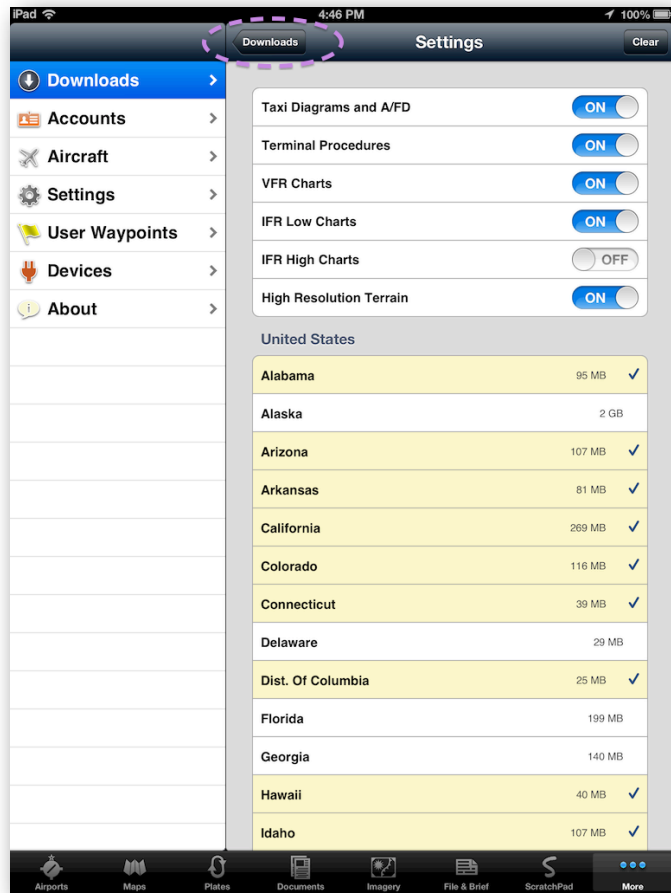 iPad 4:46 PM 100%
Downloads Settings Clear
Downloads
Accounts
Aircraft
Settings
User Waypoints
Devices
About
Taxi Diagrams and A/FD ON
Terminal Procedures ON
VFR Charts ON
IFR Low Charts ON
IFR High Charts OFF
High Resolution Terrain ON
United States
Alabama 95 MB
Alaska 2 GB
Arizona 107 MB
Arkansas 81 MB
California 269 MB
Colorado 116 MB
Connecticut 39 MB
Delaware 29 MB
Dist. Of Columbia 25 MB
Florida 199 MB
Georgia 140 MB
Hawaii 40 MB
Idaho 107 MB
Airports Maps Plates Documents Imagery File & Brief ScratchPad More